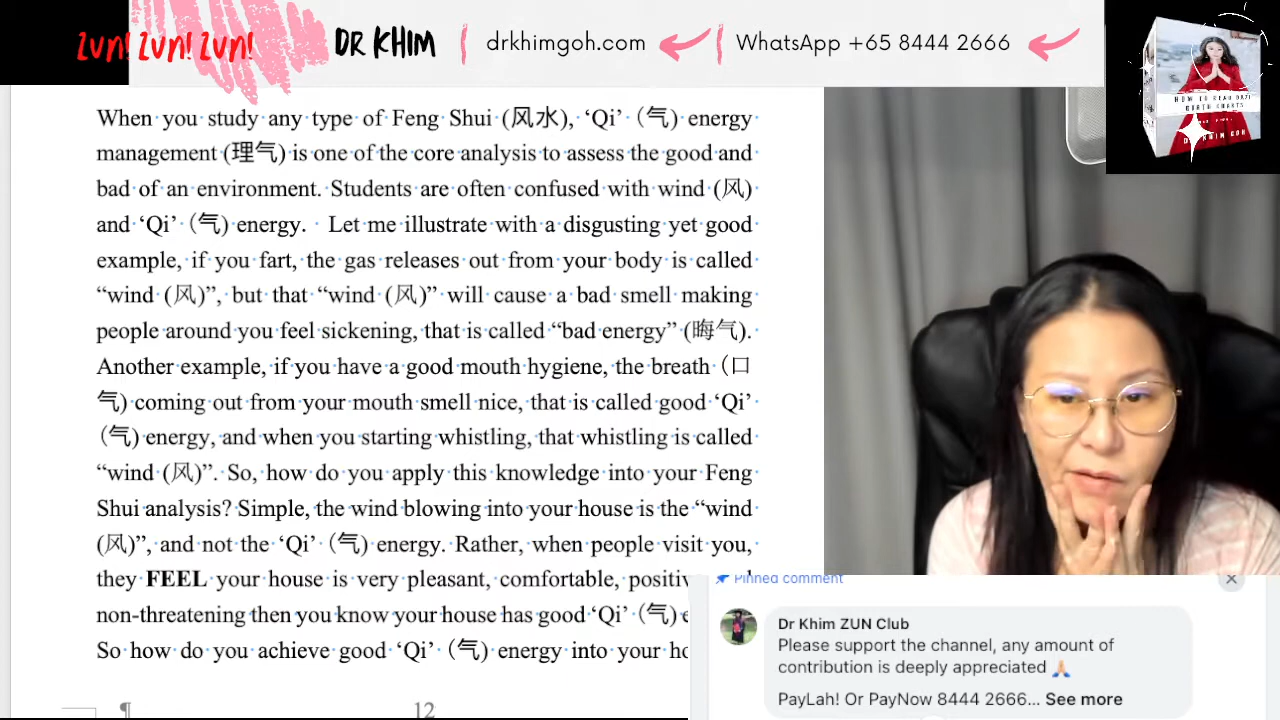 Zun! Zun! Zun!
DR KHIM
drkhimgoh.com
WhatsApp +65 8444 2666
HOW TO READ BAZI
BIRTH CHARTS
DR KHIM GOH
When you study any type of Feng Shui (风水), ‘Qi’ (气) energy
management (理气) is one of the core analysis to assess the good and
bad of an environment. Students are often confused with wind (风)
and ‘Qi’ (气) energy. Let me illustrate with a disgusting yet good
example, if you fart, the gas releases out from your body is called
“wind (风)”, but that “wind (风)” will cause a bad smell making
people around you feel sickening, that is called “bad energy” (晦气).
Another example, if you have a good mouth hygiene, the breath (口
气) coming out from your mouth smell nice, that is called good ‘Qi’
(气) energy, and when you starting whistling, that whistling is called
“wind (风)”. So, how do you apply this knowledge into your Feng
Shui analysis? Simple, the wind blowing into your house is the “wind
(风)”, and not the ‘Qi’ (气) energy. Rather, when people visit you,
they FEEL your house is very pleasant, comfortable,
non-threatening then you know your house has good ‘Qi’ (气)
So how do you achieve good ‘Qi’ (气) energy into your
¶
12
Pinned comment
Dr Khim ZUN Club
Please support the channel, any amount of
contribution is deeply appreciated 🙏
PayLah! Or PayNow 8444 2666... See more